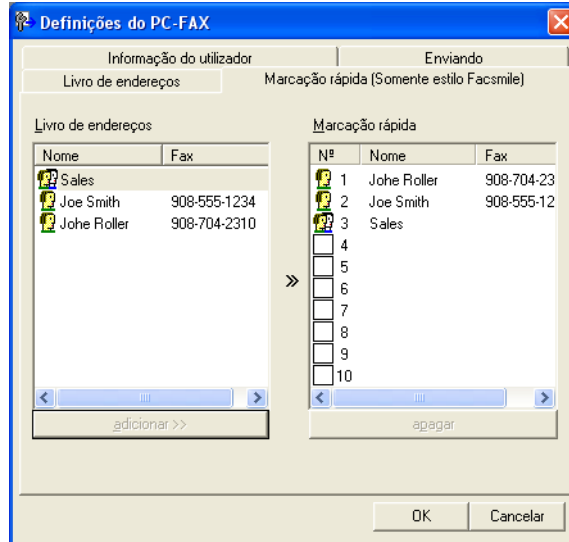 Definições do PC-FAX
Informação do utilizador
Enviando
Livro de endereços
Marcação rápida (Somente estilo Facsmile)
Livro de endereços
Nome Fax
Sales
Joe Smith 908-555-1234
Johe Roller 908-704-2310
adicionar >>
»
Marcação rápida
Nº Nome Fax
1 Johe Roller 908-704-23
2 Joe Smith 908-555-12
3 Sales
4
5
6
7
8
9
10
apagar
OK Cancelar